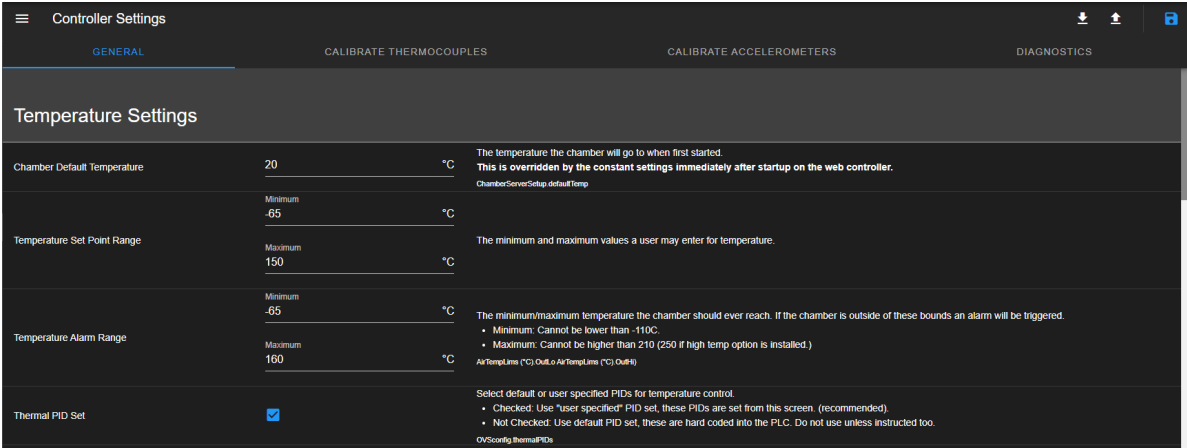 Controller Settings
GENERAL
CALIBRATE THERMOCOUPLES
CALIBRATE ACCELEROMETERS
DIAGNOSTICS
Temperature Settings
Chamber Default Temperature
20 °C
The temperature the chamber will go to when first started.
This is overridden by the constant settings immediately after startup on the web controller.
ChamberServerSetup.defaultTemp
Temperature Set Point Range
Minimum
-65 °C
Maximum
150 °C
The minimum and maximum values a user may enter for temperature.
Temperature Alarm Range
Minimum
-65 °C
Maximum
160 °C
The minimum/maximum temperature the chamber should ever reach. If the chamber is outside of these bounds an alarm will be triggered.
• Minimum: Cannot be lower than -110C.
• Maximum: Cannot be higher than 210 (250 if high temp option is installed.)
AirTempLims (°C).OutLo AirTempLims (°C).OutHi)
Thermal PID Set
Select default or user specified PIDs for temperature control.
• Checked: Use "user specified" PID set, these PIDs are set from this screen. (recommended).
• Not Checked: Use default PID set, these are hard coded into the PLC. Do not use unless instructed too.
OVSconfig.thermalPIDs